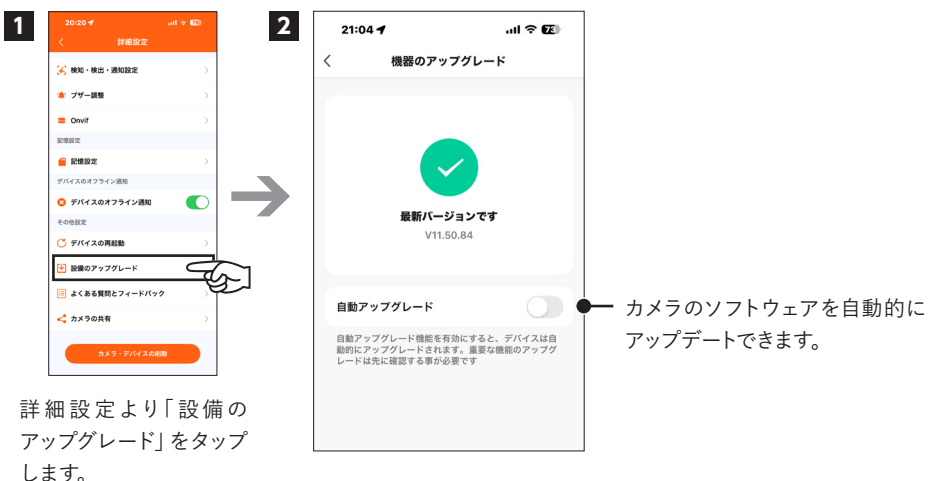 1
20:20
70
詳細設定
検知・検出・通知設定
ブザー調整
Onvif
記憶設定
記憶設定
デバイスのオフライン通知
デバイスのオフライン通知
その他設定
デバイスの再起動
設備のアップグレード
よくある質問とフィードバック
カメラの共有
カメラ・デバイスの削除
詳細設定より「設備の
アップグレード」をタップ
します。
2
21:04
73
機器のアップグレード
最新バージョンです
V11.50.84
自動アップグレード
自動アップグレード機能を有効にすると、デバイスは自
動的にアップグレードされます。重要な機能のアップグ
レードは先に確認する事が必要です
カメラのソフトウェアを自動的に
アップデートできます。